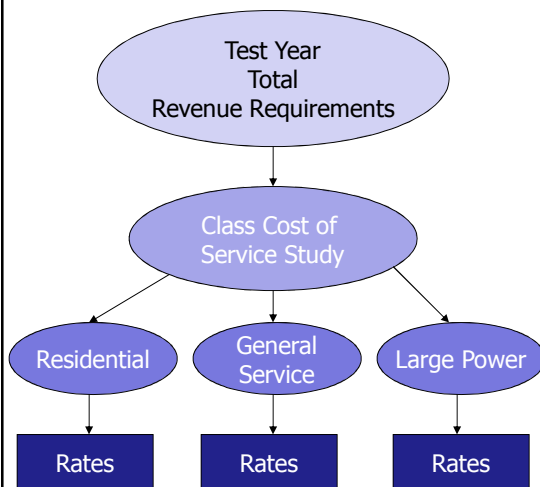 Test Year
Total
Revenue Requirements
Class Cost of
Service Study
Residential
General
Service
Large Power
Rates
Rates
Rates